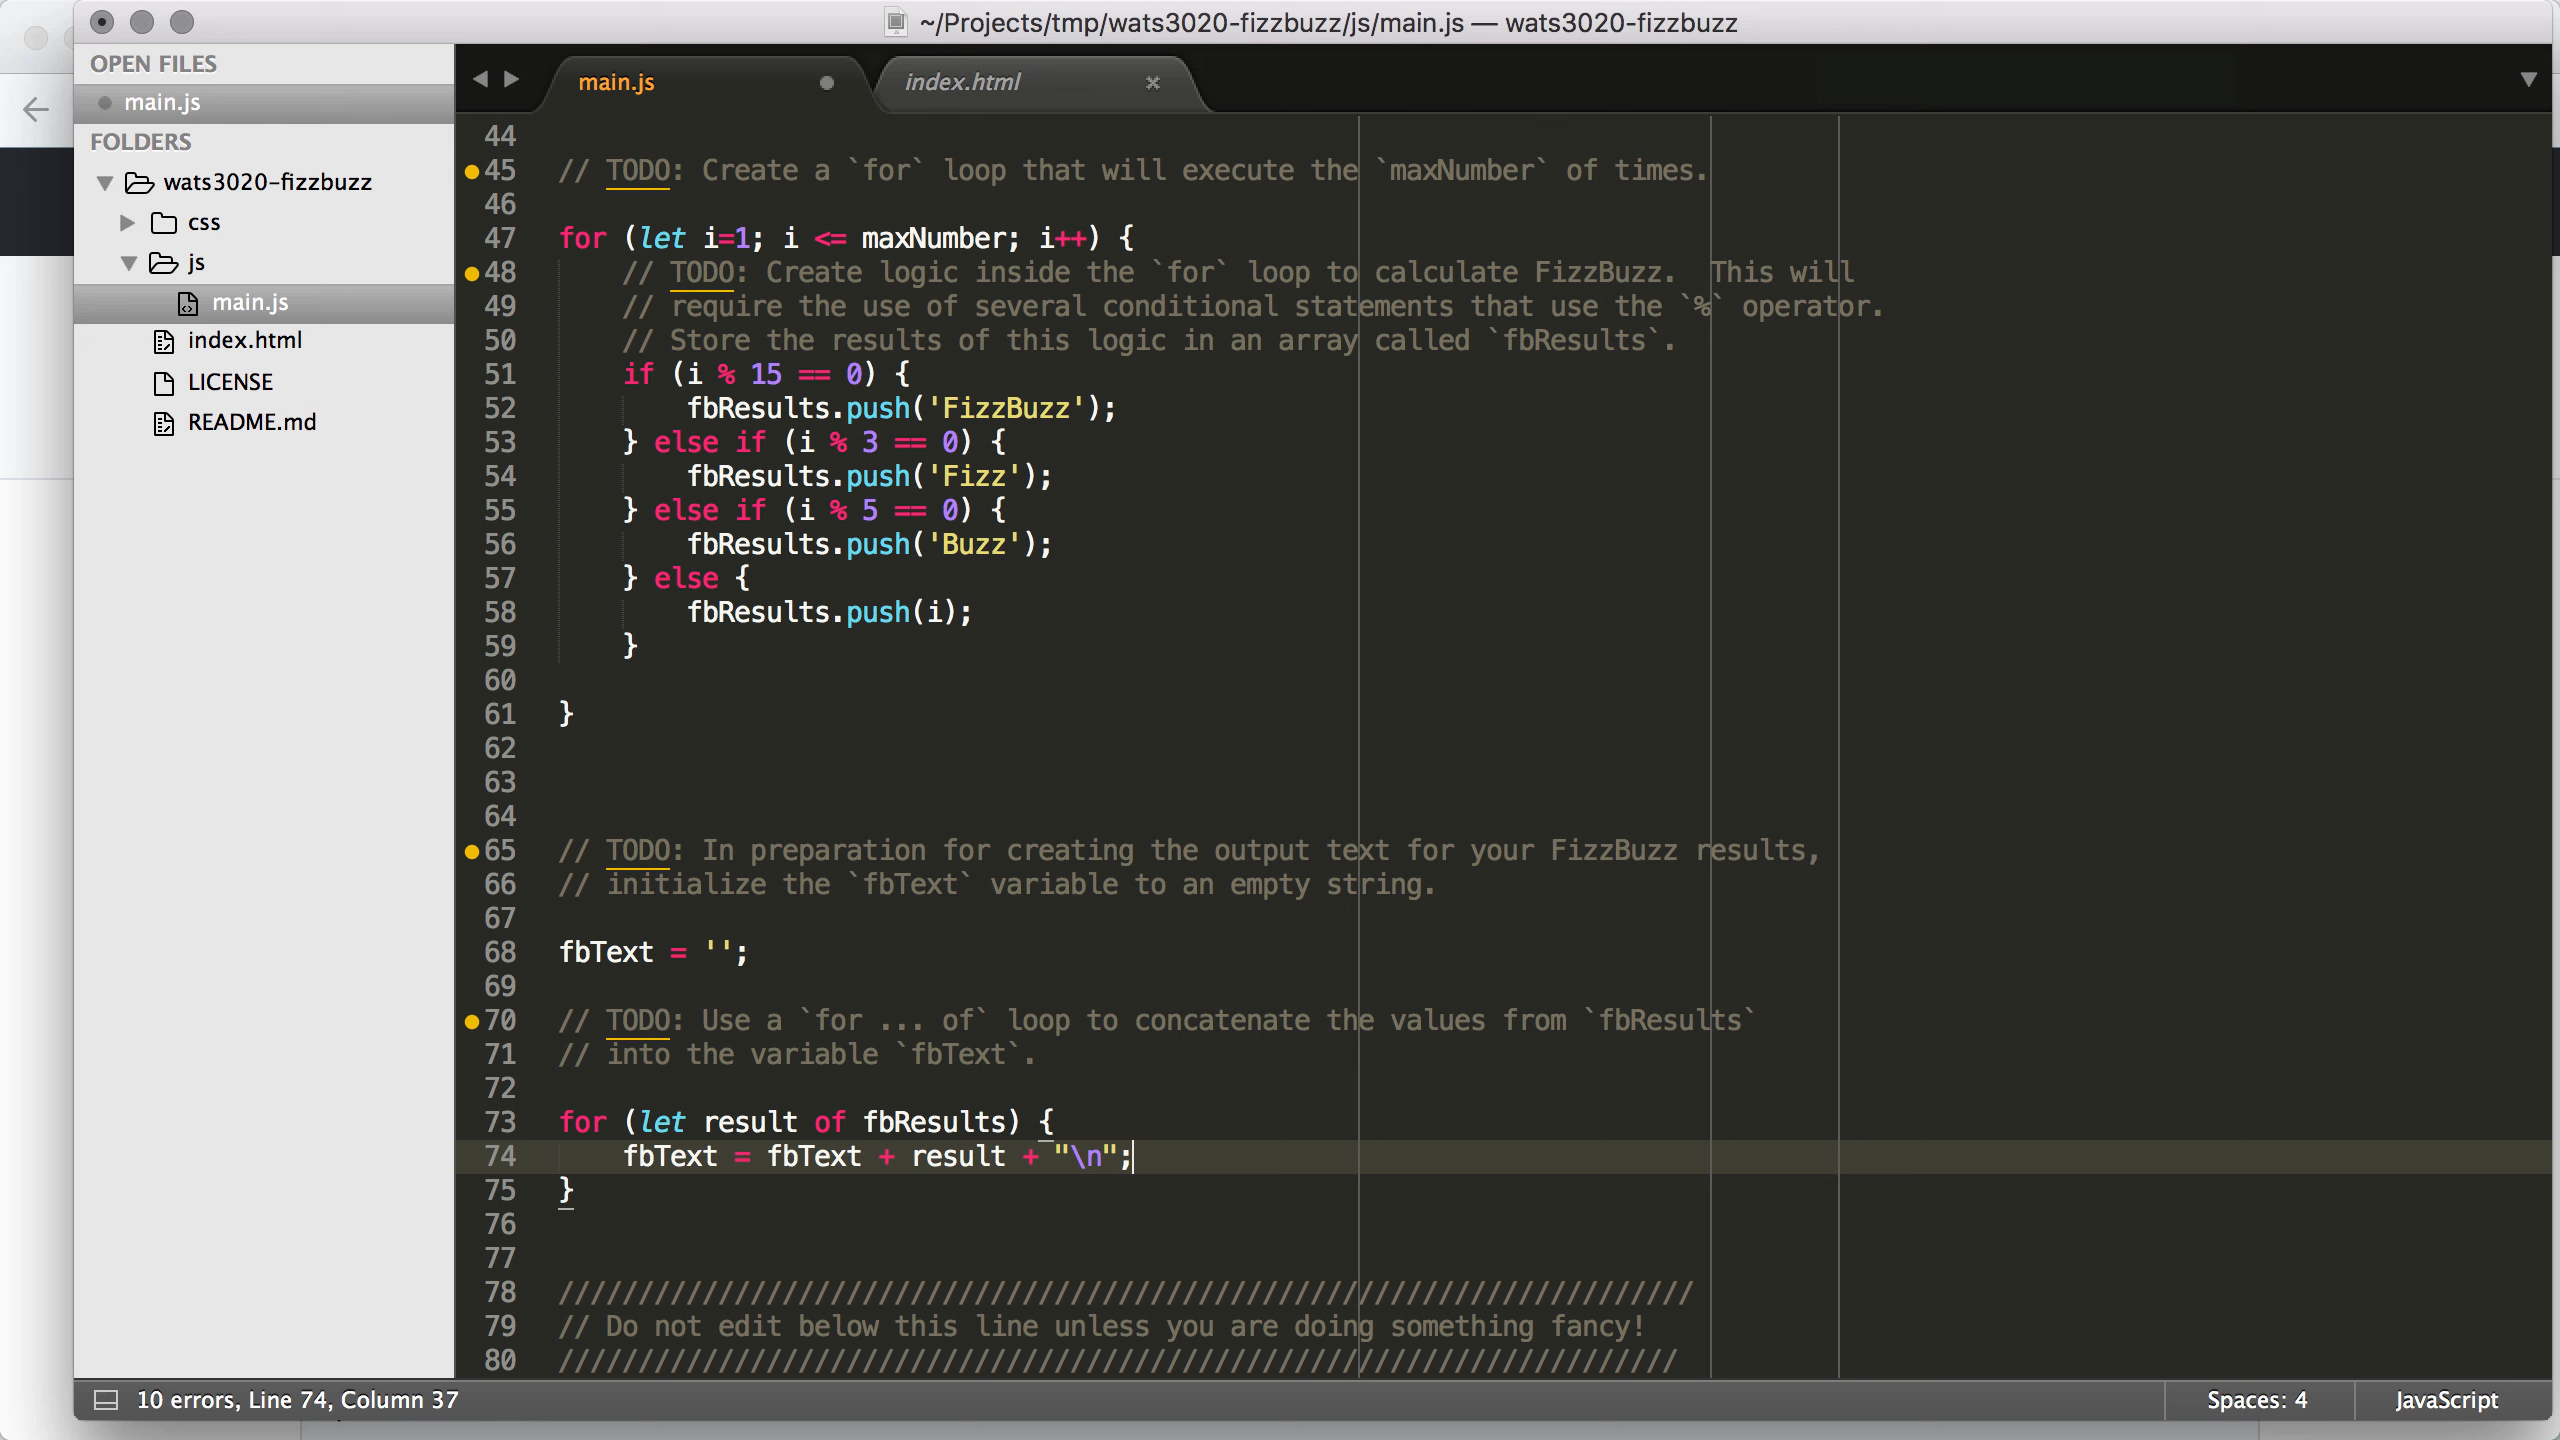 ~/Projects/tmp/wats3020-fizzbuzz/js/main.js — wats3020-fizzbuzz
OPEN FILES
main.js
FOLDERS
wats3020-fizzbuzz
css
js
main.js
index.html
LICENSE
README.md
main.js
index.html
44
45 // TODO: Create a `for` loop that will execute the `maxNumber` of times.
46
47 for (let i=1; i <= maxNumber; i++) {
48     // TODO: Create logic inside the `for` loop to calculate FizzBuzz.  This will
49     // require the use of several conditional statements that use the `%` operator.
50     // Store the results of this logic in an array called `fbResults`.
51     if (i % 15 == 0) {
52         fbResults.push('FizzBuzz');
53     } else if (i % 3 == 0) {
54         fbResults.push('Fizz');
55     } else if (i % 5 == 0) {
56         fbResults.push('Buzz');
57     } else {
58         fbResults.push(i);
59     }
60
61 }
62
63
64
65 // TODO: In preparation for creating the output text for your FizzBuzz results,
66 // initialize the `fbText` variable to an empty string.
67
68 fbText = '';
69
70 // TODO: Use a `for ... of` loop to concatenate the values from `fbResults`
71 // into the variable `fbText`.
72
73 for (let result of fbResults) {
74     fbText = fbText + result + "\n";
75 }
76
77
78 ///////////////////////////////////////////////////////////////////////
79 // Do not edit below this line unless you are doing something fancy!
80 //////////////////////////////////////////////////////////////////////
10 errors, Line 74, Column 37
Spaces: 4
JavaScript